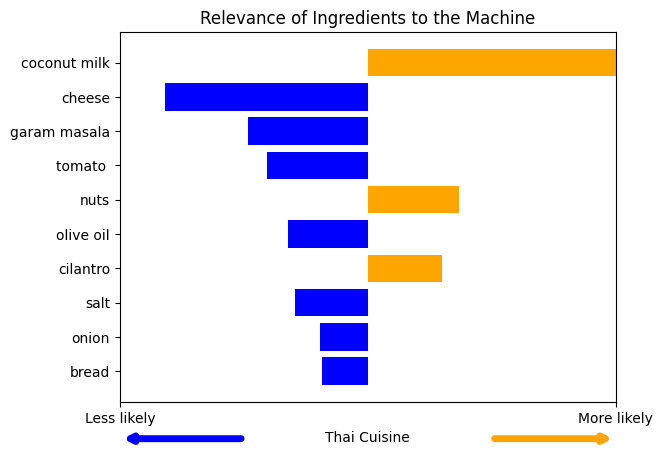 Relevance of Ingredients to the Machine
coconut milk
cheese
garam masala
tomato
nuts
olive oil
cilantro
salt
onion
bread
Less likely
More likely
Thai Cuisine